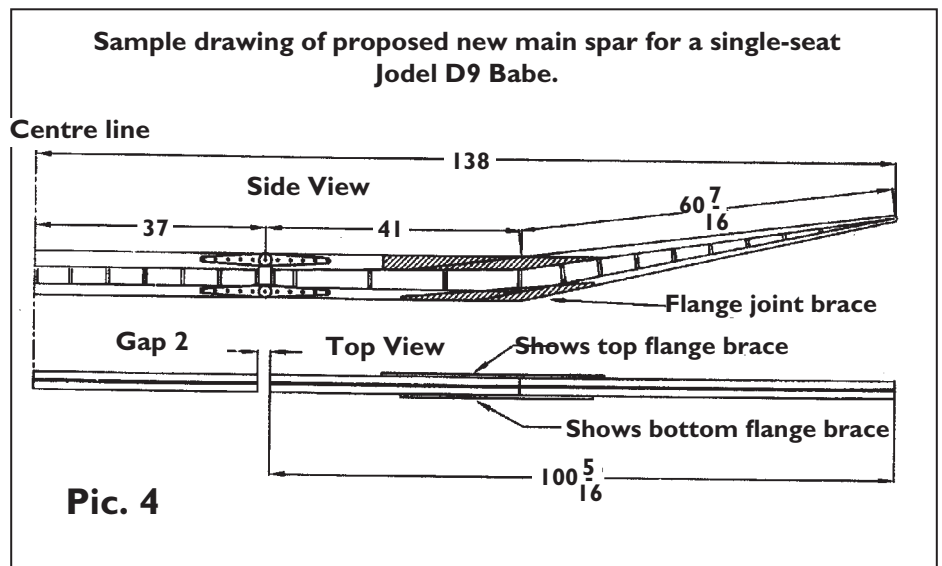 Sample drawing of proposed new main spar for a single-seat
Jodel D9 Babe.
Centre line
138
Side View
60 7/16
37
41
Flange joint brace
Gap 2
Top View
Shows top flange brace
Shows bottom flange brace
100 5/16
Pic. 4